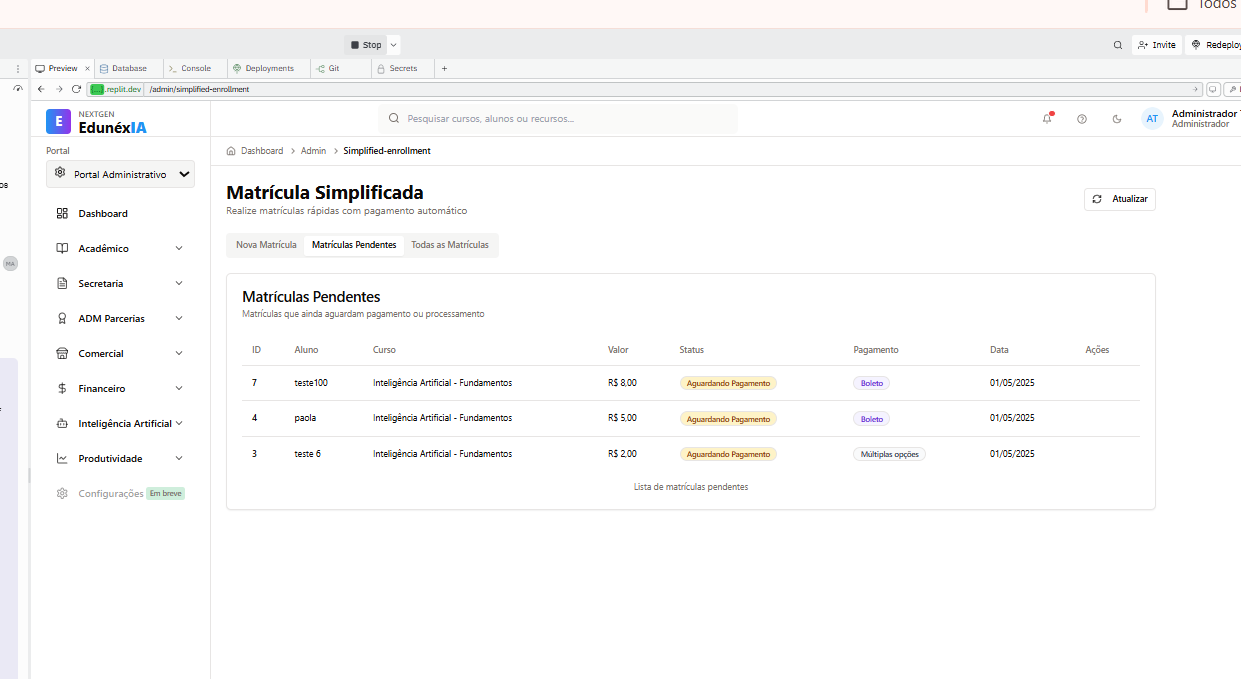 Todos
Stop
Invite
Redeploy
Preview
Database
Console
Deployments
Git
Secrets
.replit.dev
/admin/simplified-enrollment
E
NEXTGEN
EdunéxIA
Pesquisar cursos, alunos ou recursos...
AT
Administrador
Administrador
Portal
Portal Administrativo
Dashboard
Acadêmico
Secretaria
ADM Parcerias
Comercial
Financeiro
Inteligência Artificial
Produtividade
Configurações Em breve
MA
Dashboard > Admin > Simplified-enrollment
Matrícula Simplificada
Realize matrículas rápidas com pagamento automático
Atualizar
Nova Matrícula Matrículas Pendentes Todas as Matrículas
Matrículas Pendentes
Matrículas que ainda aguardam pagamento ou processamento
ID Aluno Curso Valor Status Pagamento Data Ações
7 teste100 Inteligência Artificial - Fundamentos R$ 8,00 Aguardando Pagamento Boleto 01/05/2025
4 paola Inteligência Artificial - Fundamentos R$ 5,00 Aguardando Pagamento Boleto 01/05/2025
3 teste 6 Inteligência Artificial - Fundamentos R$ 2,00 Aguardando Pagamento Múltiplas opções 01/05/2025
Lista de matrículas pendentes